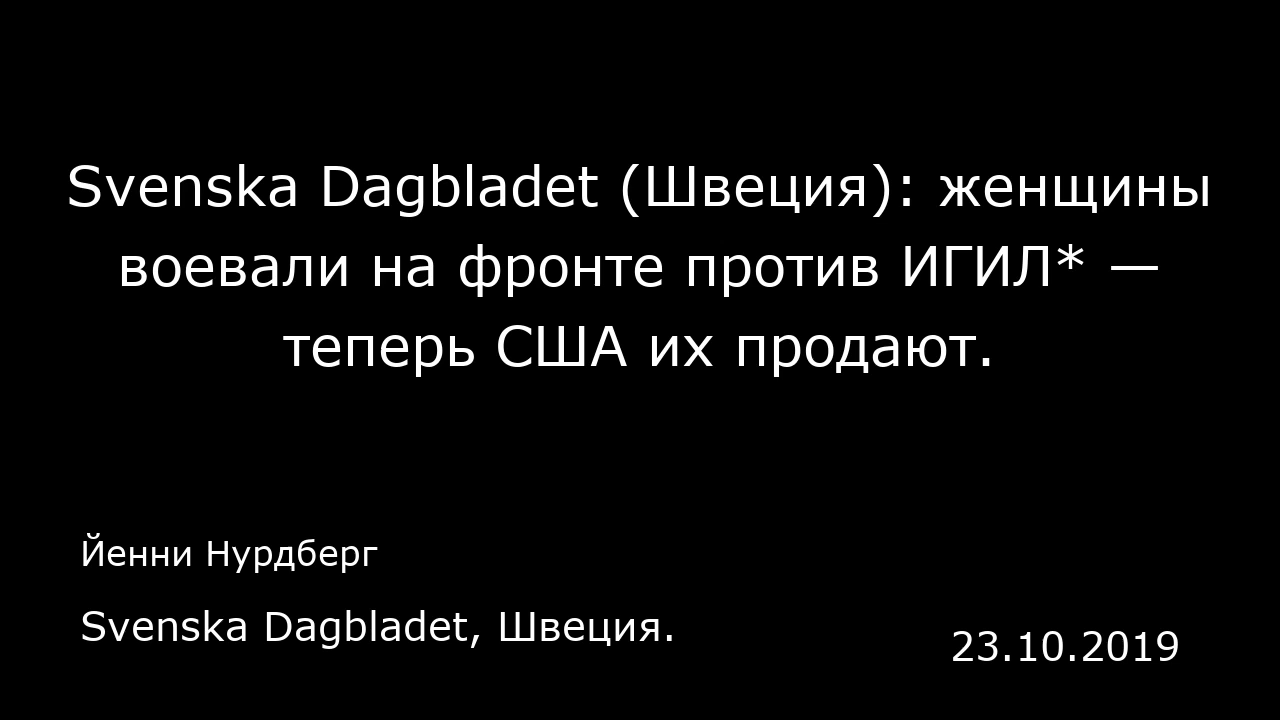 Svenska Dagbladet (Швеция): женщины
воевали на фронте против ИГИЛ* —
теперь США их продают.
Йенни Нурдберг
Svenska Dagbladet, Швеция.
23.10.2019